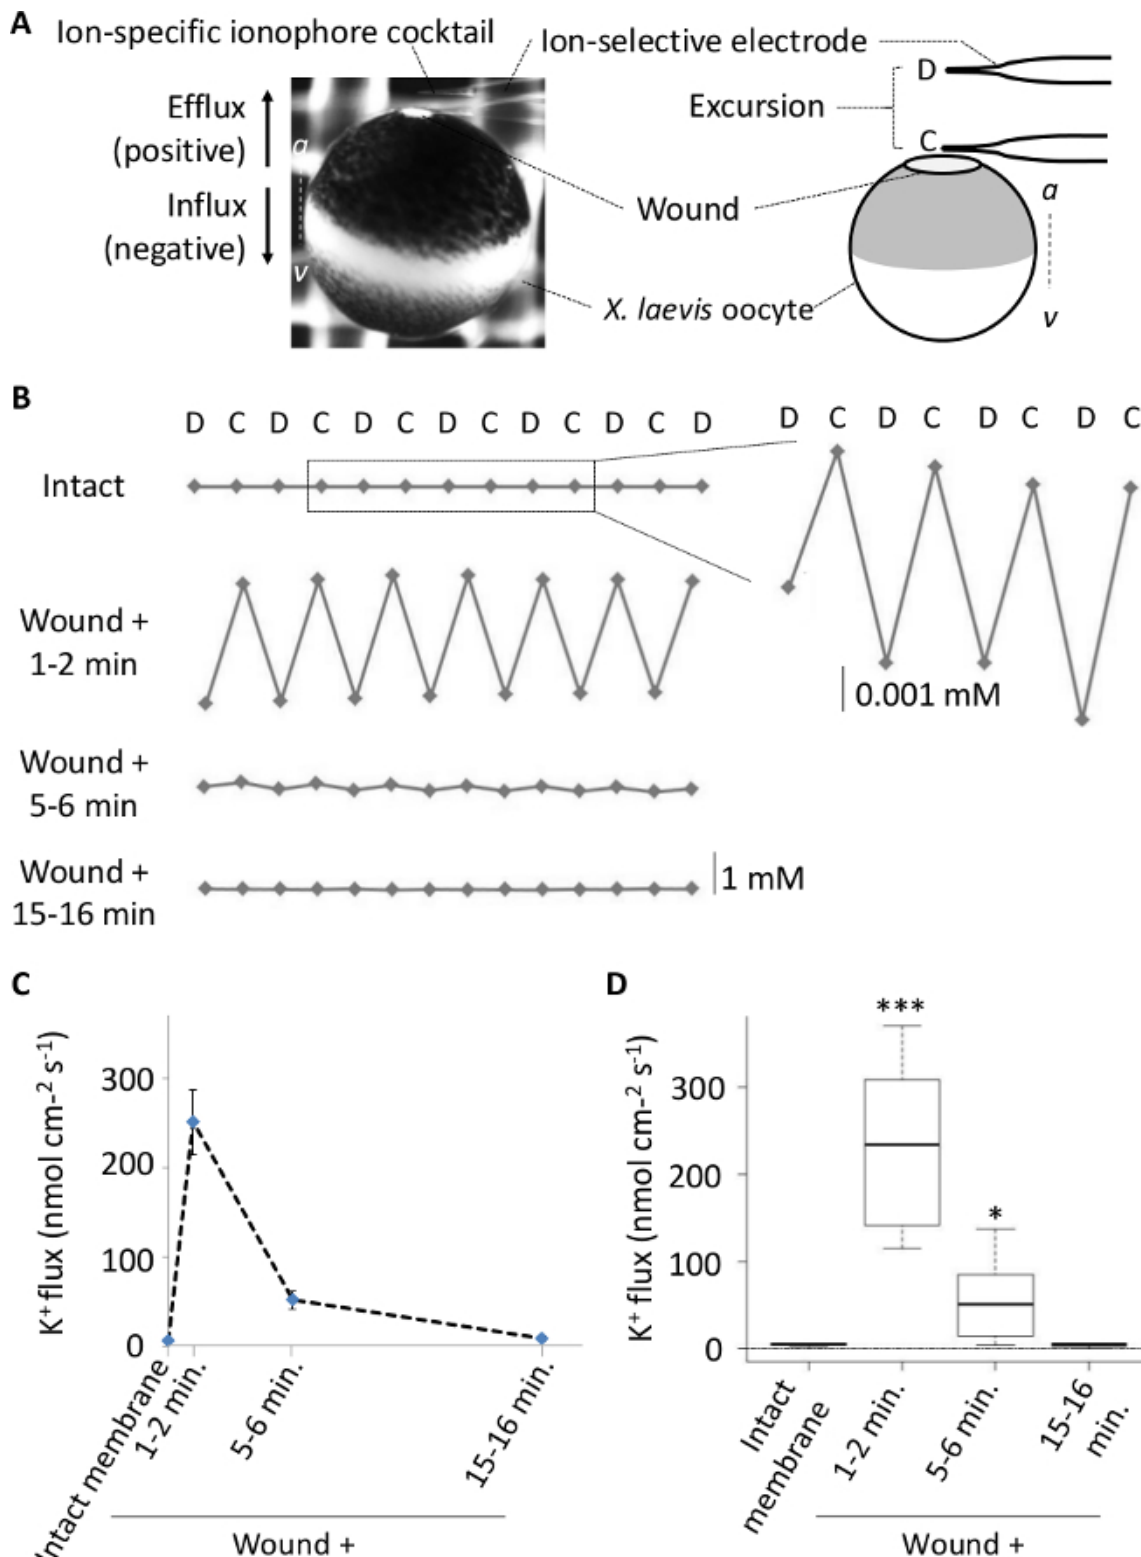 A
Ion-specific ionophore cocktail
Ion-selective electrode
Efflux
(positive)
Influx
(negative)
a
v
Excursion
D
C
Wound
X. laevis oocyte
a
v
B
D C D C D C D C D C D C D
D C D C D C D C
Intact
Wound +
1-2 min
0.001 mM
Wound +
5-6 min
Wound +
15-16 min
1 mM
C
K⁺ flux (nmol cm-² s⁻¹)
300
200
100
0
Intact membrane
1-2 min.
5-6 min.
15-16 min.
Wound +
D
K⁺ flux (nmol cm-² s⁻¹)
300
200
100
0
***
*
Intact
membrane
1-2 min.
5-6 min.
15-16
min.
Wound +